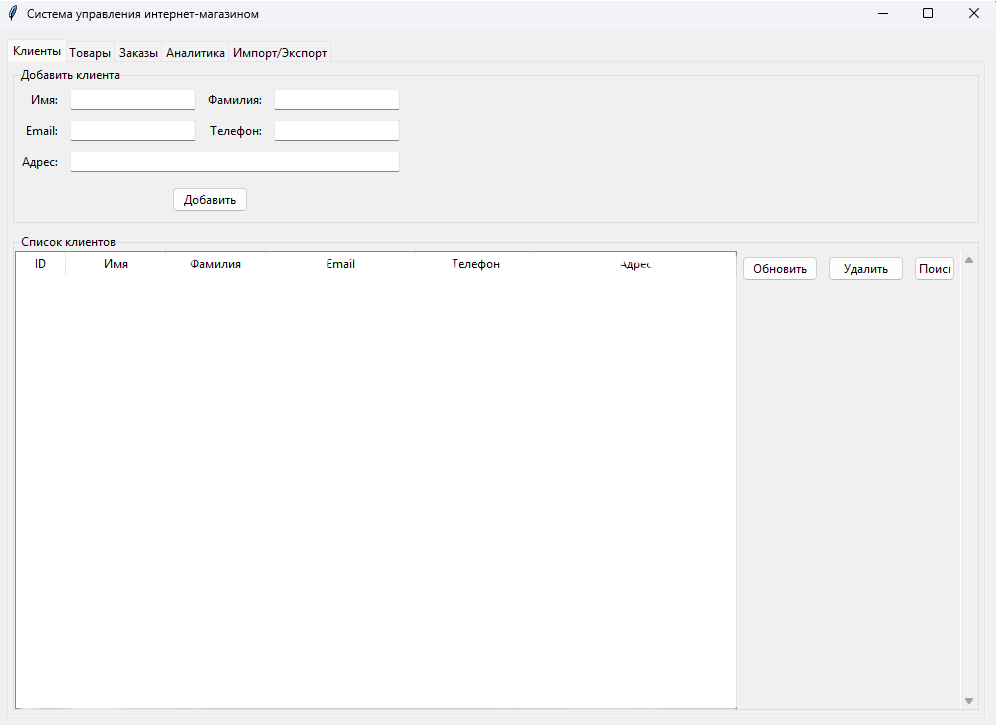 Система управления интернет-магазином
Клиенты Товары Заказы Аналитика Импорт/Экспорт
Добавить клиента
Имя: Фамилия:
Email: Телефон:
Адрес:
Добавить
Список клиентов
ID Имя Фамилия Email Телефон Адрес
Обновить Удалить Поис